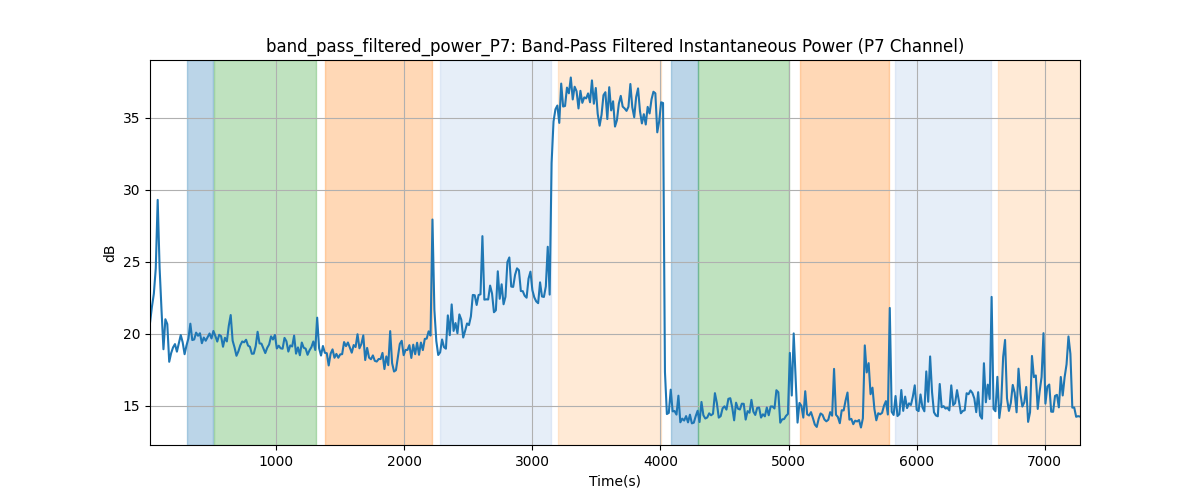 band_pass_filtered_power_P7: Band-Pass Filtered Instantaneous Power (P7 Channel)
35
30
25
20
15
dB
1000 2000 3000 4000 5000 6000 7000
Time(s)